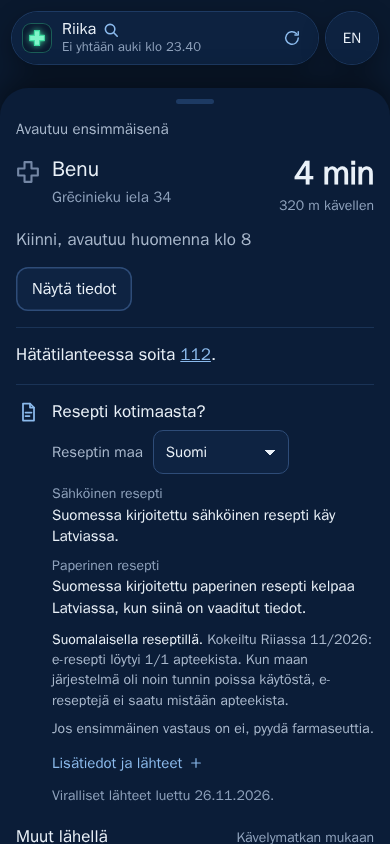 Riika
Ei yhtään auki klo 23.40
EN
Avautuu ensimmäisenä
Benu
4 min
Grēcinieku iela 34
320 m kävellen
Kiinni, avautuu huomenna klo 8
Näytä tiedot
Hätätilanteessa soita 112.
Resepti kotimaasta?
Reseptin maa
Suomi
Sähköinen resepti
Suomessa kirjoitettu sähköinen resepti käy
Latviassa.
Paperinen resepti
Suomessa kirjoitettu paperinen resepti kelpaa
Latviassa, kun siinä on vaaditut tiedot.
Suomalaisella reseptillä. Kokeiltu Riiassa 11/2026:
e-resepti löytyi 1/1 apteekista. Kun maan
järjestelmä oli noin tunnin poissa käytöstä, e-
reseptejä ei saatu mistään apteekista.
Jos ensimmäinen vastaus on ei, pyydä farmaseuttia.
Lisätiedot ja lähteet +
Viralliset lähteet luettu 26.11.2026.
Muut lähellä
Kävelymatkan mukaan